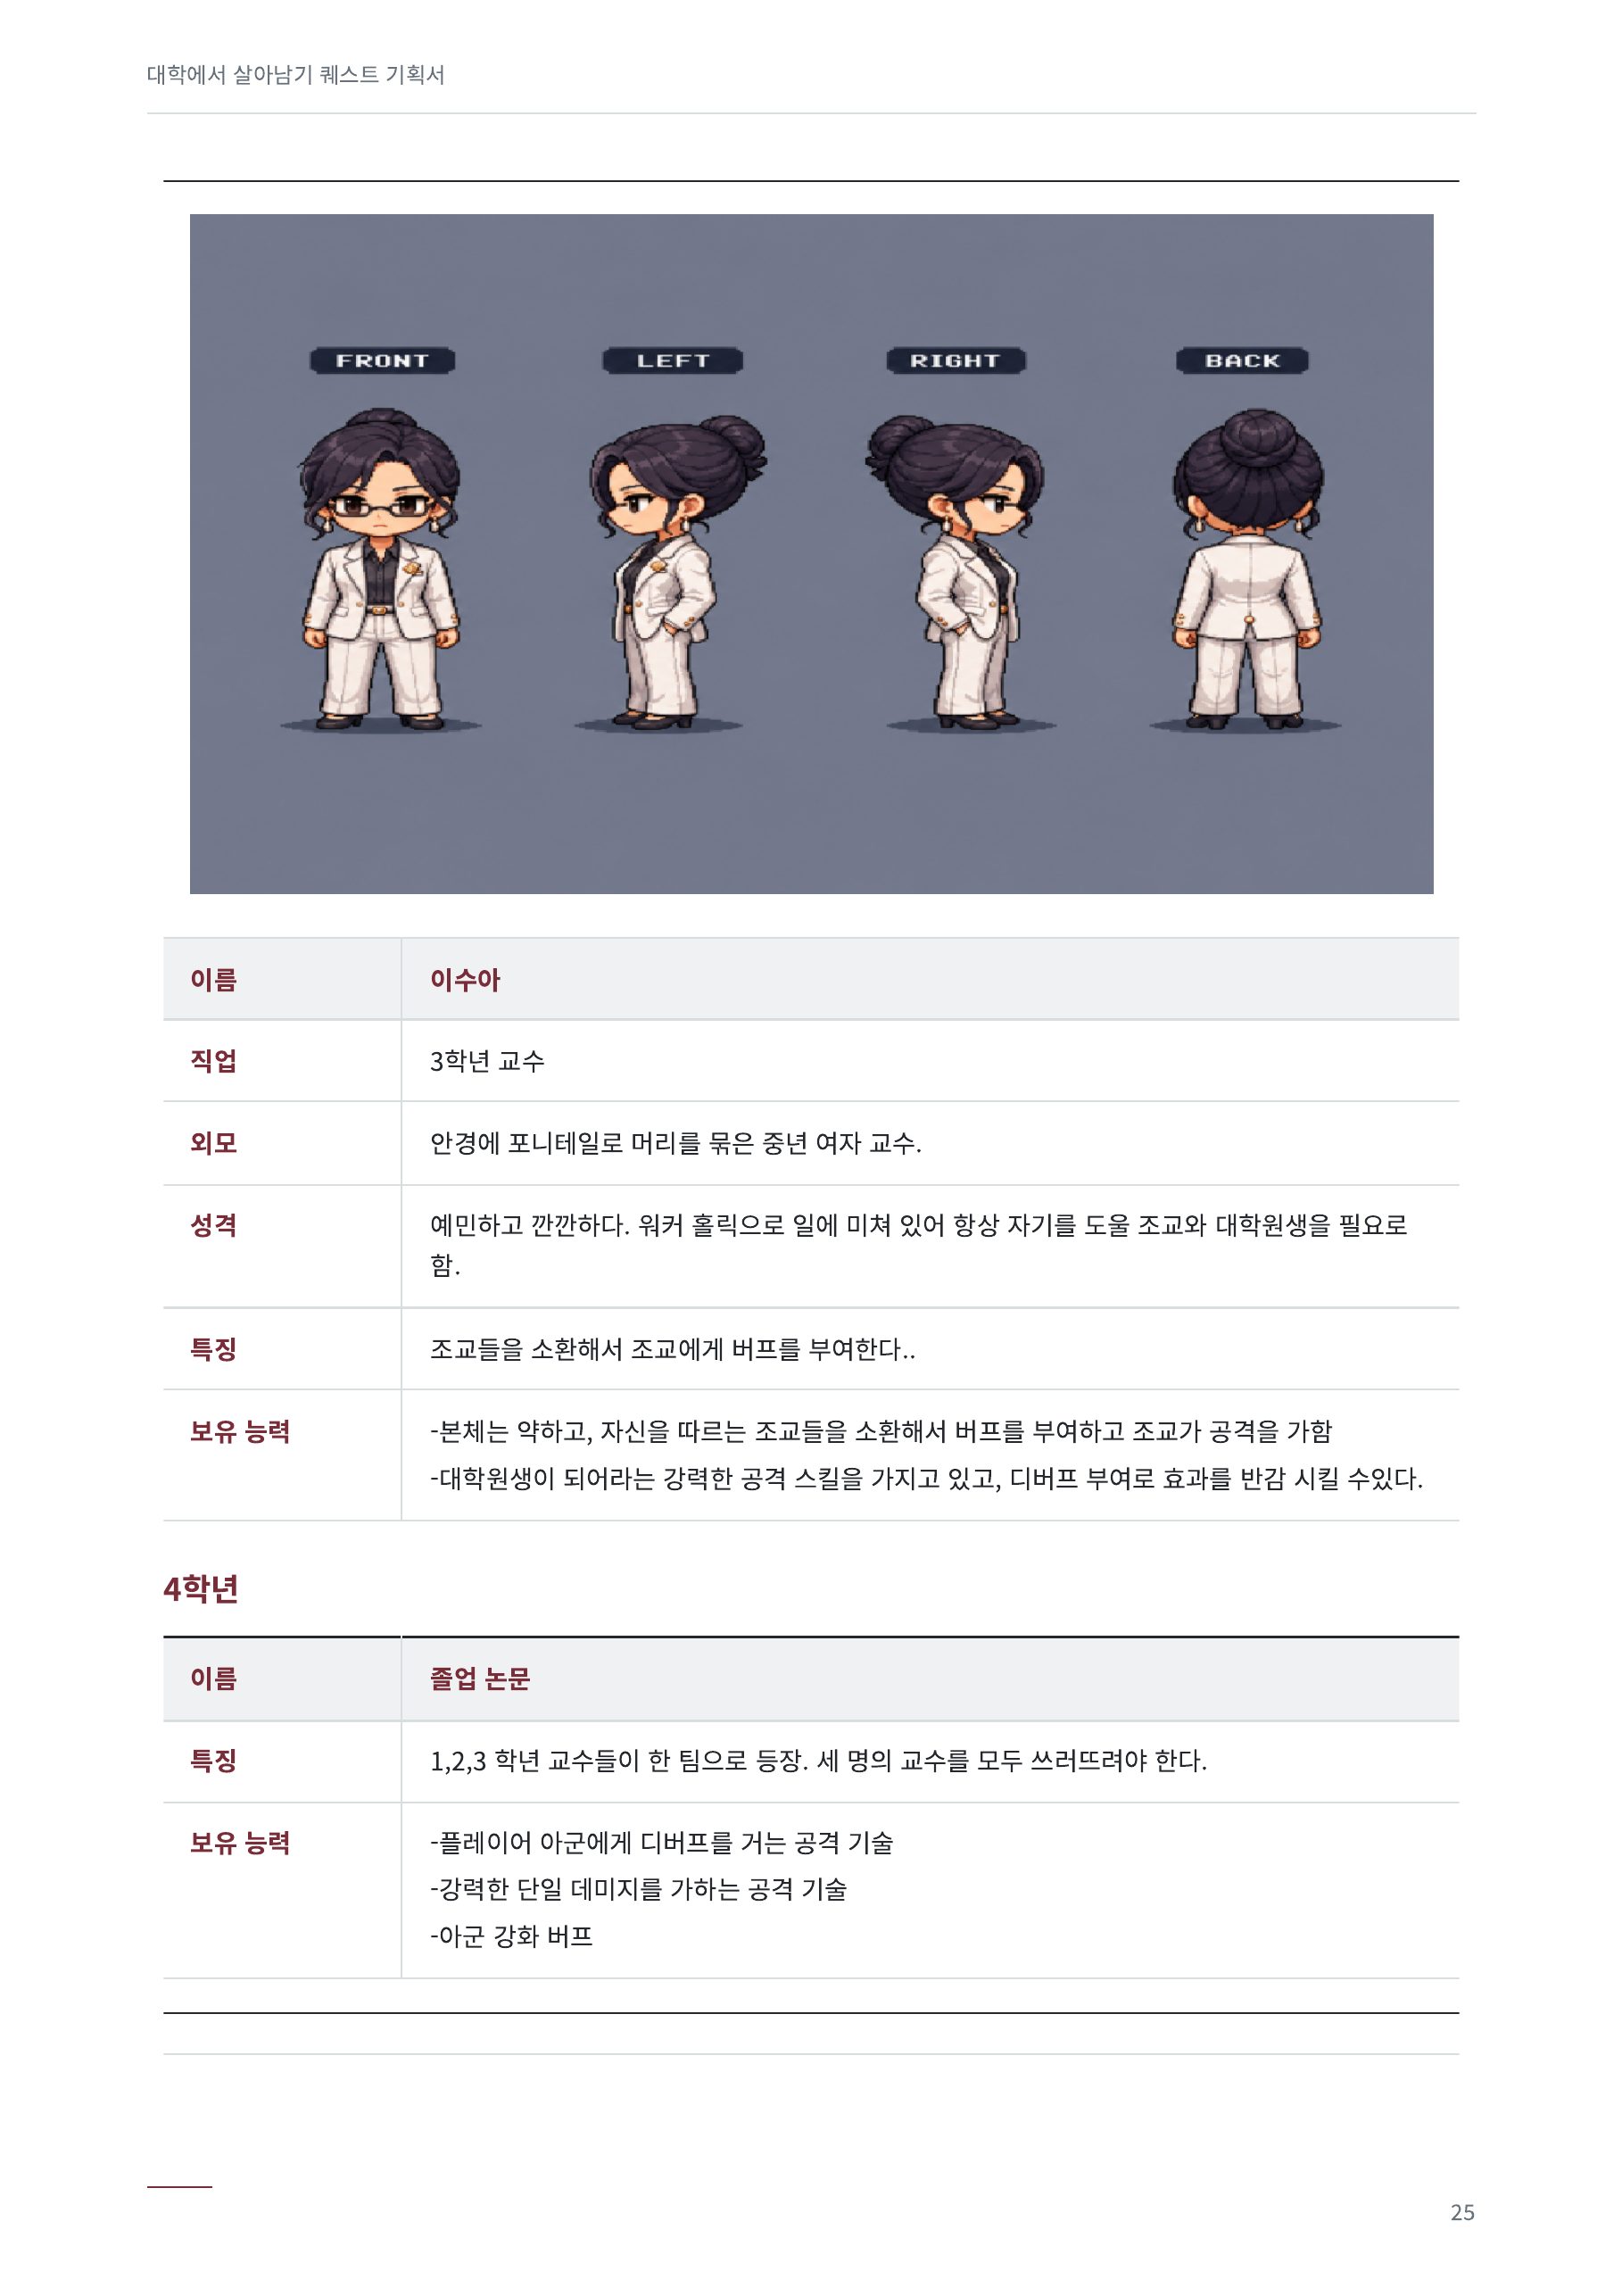 대학에서 살아남기 퀘스트 기획서
FRONT LEFT RIGHT BACK
이름 이수아
직업 3학년 교수
외모 안경에 포니테일로 머리를 묶은 중년 여자 교수.
성격 예민하고 깐깐하다. 워커 홀릭으로 일에 미쳐 있어 항상 자기를 도울 조교와 대학원생을 필요로
함.
특징 조교들을 소환해서 조교에게 버프를 부여한다..
보유 능력 -본체는 약하고, 자신을 따르는 조교들을 소환해서 버프를 부여하고 조교가 공격을 가함
-대학원생이 되어라는 강력한 공격 스킬을 가지고 있고, 디버프 부여로 효과를 반감 시킬 수있다.
4학년
이름 졸업 논문
특징 1,2,3 학년 교수들이 한 팀으로 등장. 세 명의 교수를 모두 쓰러뜨려야 한다.
보유 능력 -플레이어 아군에게 디버프를 거는 공격 기술
-강력한 단일 데미지를 가하는 공격 기술
-아군 강화 버프
25